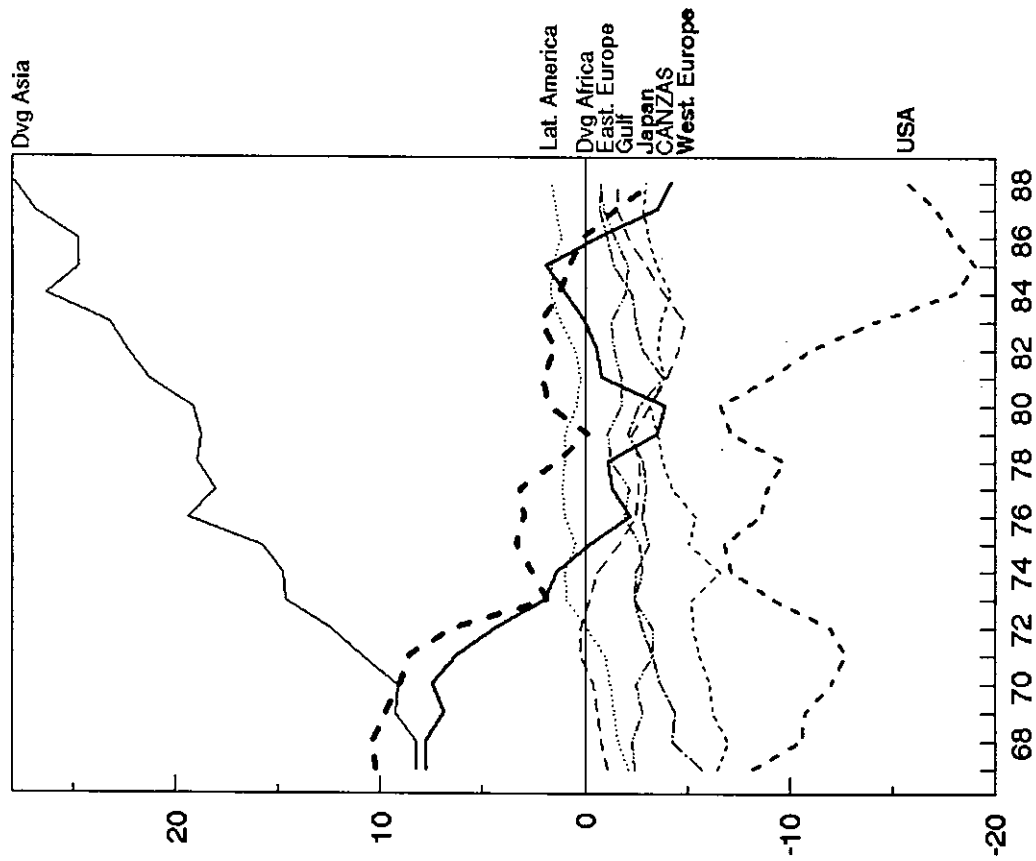 Dvg Asia
Lat. America
Dvg Africa
East. Europe
Gulf
Japan
CANZAS
West. Europe
USA
20
10
0
-10
-20
68 70 72 74 76 78 80 82 84 86 88